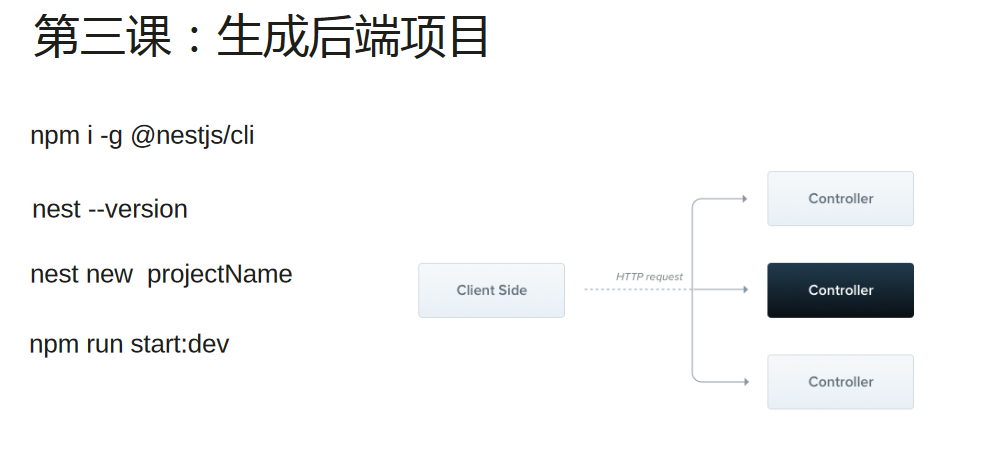 第三课：生成后端项目
npm i -g @nestjs/cli
nest --version
nest new  projectName
npm run start:dev
Controller
HTTP request
Client Side
Controller
Controller